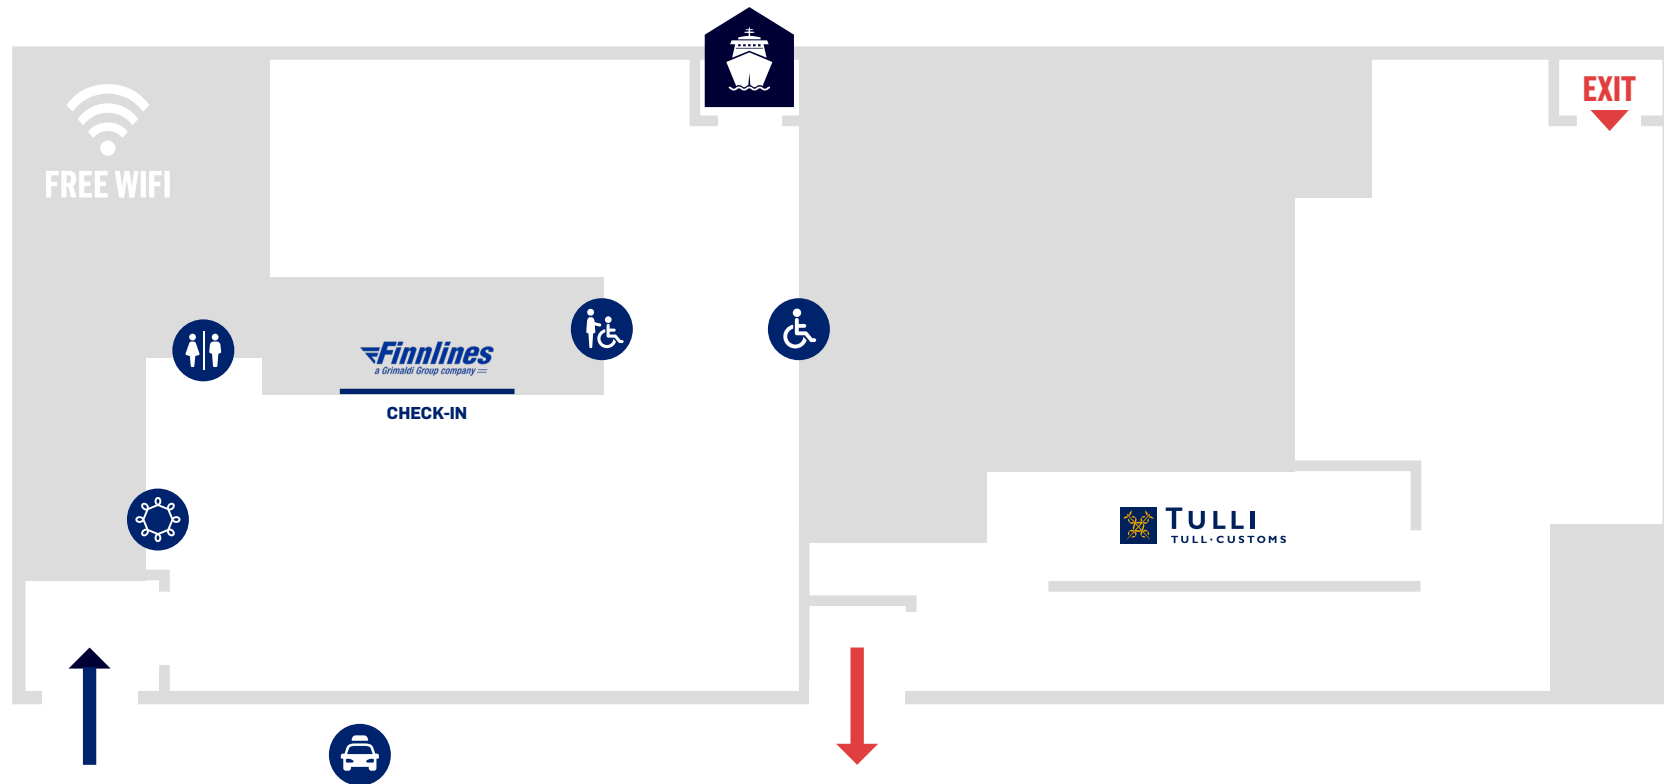 EXIT
FREE WIFI
Finnlines
a Grimaldi Group company
CHECK-IN
TULLI
TULL·CUSTOMS